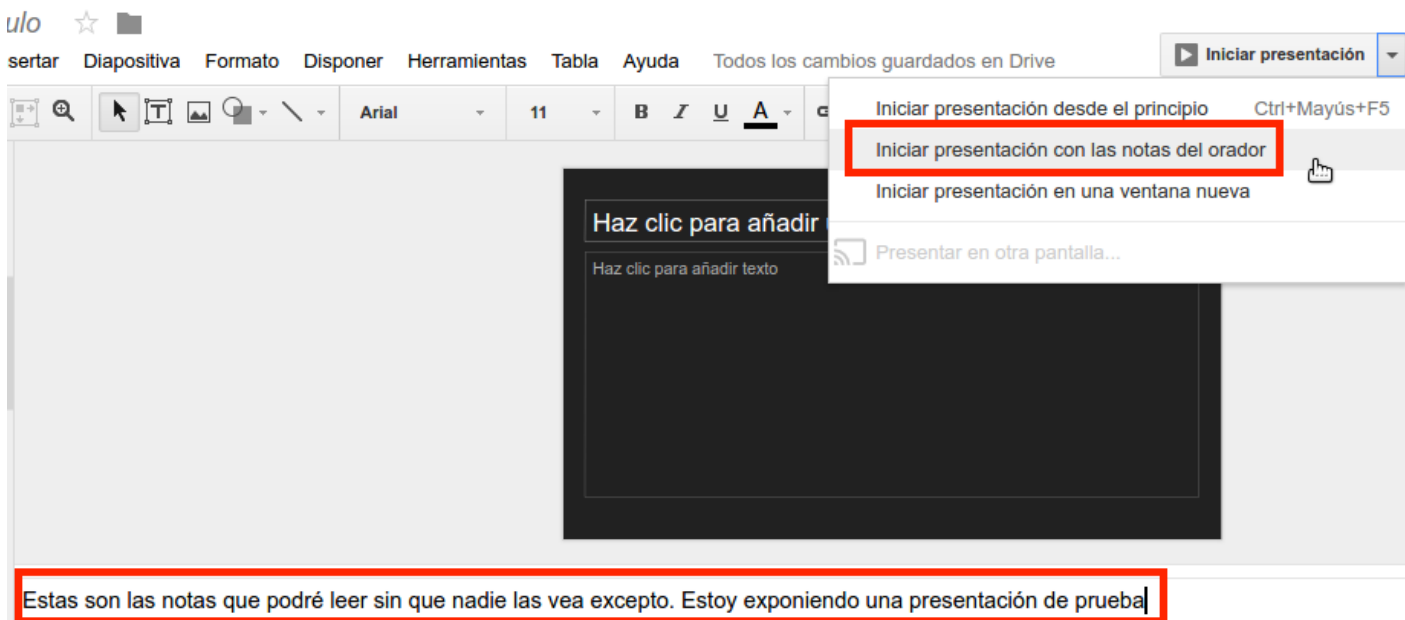 ulo
sertar Diapositiva Formato Disponer Herramientas Tabla Ayuda Todos los cambios guardados en Drive
Iniciar presentación
Arial 11 B I U A
Iniciar presentación desde el principio Ctrl+Mayús+F5
Iniciar presentación con las notas del orador
Iniciar presentación en una ventana nueva
Presentar en otra pantalla...
Haz clic para añadir
Haz clic para añadir texto
Estas son las notas que podré leer sin que nadie las vea excepto. Estoy exponiendo una presentación de prueba